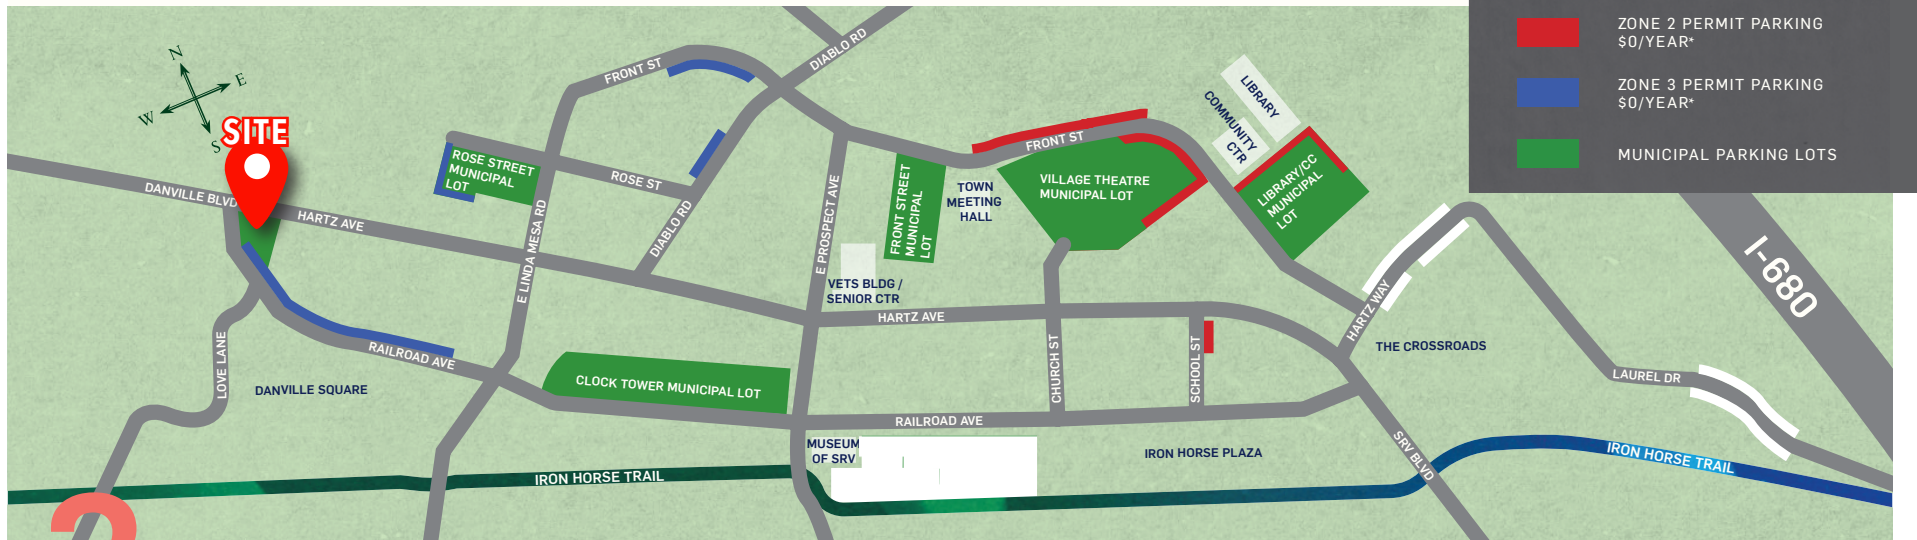 ZONE 2 PERMIT PARKING
$0/YEAR*
ZONE 3 PERMIT PARKING
$0/YEAR*
MUNICIPAL PARKING LOTS
N
E
W
S
SITE
DANVILLE BLVD
HARTZ AVE
FRONT ST
DIABLO RD
ROSE STREET
MUNICIPAL
LOT
ROSE ST
DIABLO RD
E LINDA MESA RD
E PROSPECT AVE
FRONT STREET
MUNICIPAL
LOT
TOWN
MEETING
HALL
FRONT ST
VILLAGE THEATRE
MUNICIPAL LOT
LIBRARY
COMMUNITY
CTR
LIBRARY/CC
MUNICIPAL
LOT
VETS BLDG /
SENIOR CTR
HARTZ AVE
HARTZ WAY
I-680
THE CROSSROADS
LAUREL DR
LOVE LANE
RAILROAD AVE
DANVILLE SQUARE
CLOCK TOWER MUNICIPAL LOT
CHURCH ST
SCHOOL ST
RAILROAD AVE
MUSEUM
OF SRV
IRON HORSE PLAZA
SRV BLVD
IRON HORSE TRAIL
IRON HORSE TRAIL